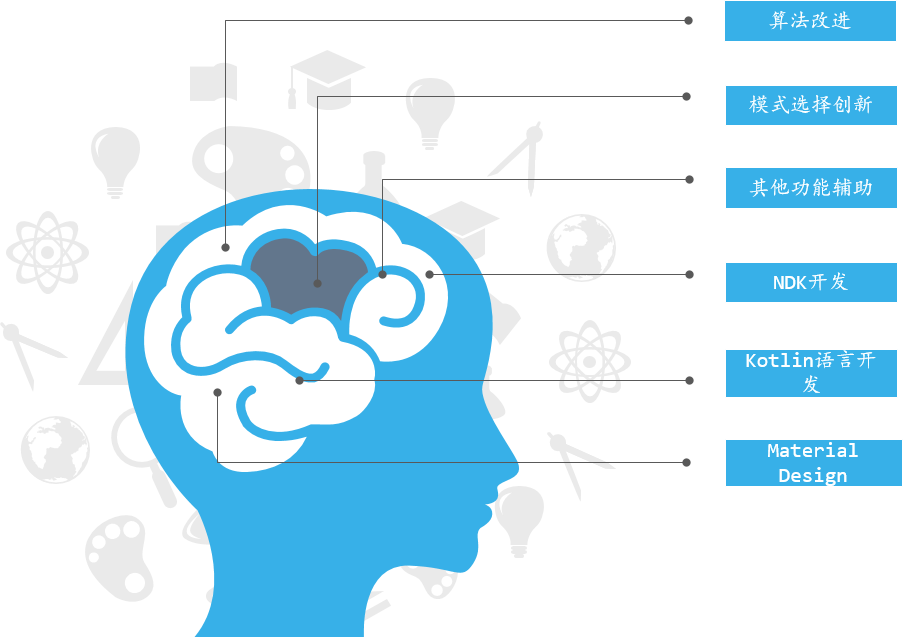 算法改进
模式选择创新
其他功能辅助
NDK开发
Kotlin语言开
发
Material
Design